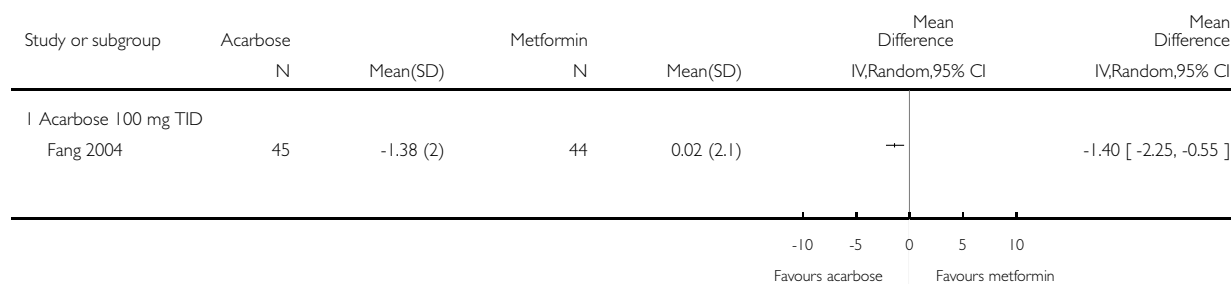 Study or subgroup Acarbose Metformin Mean Difference Mean Difference
N Mean(SD) N Mean(SD) IV,Random,95% CI IV,Random,95% CI
1 Acarbose 100 mg TID
Fang 2004 45 -1.38 (2) 44 0.02 (2.1) -1.40 [ -2.25, -0.55 ]
-10 -5 0 5 10
Favours acarbose Favours metformin